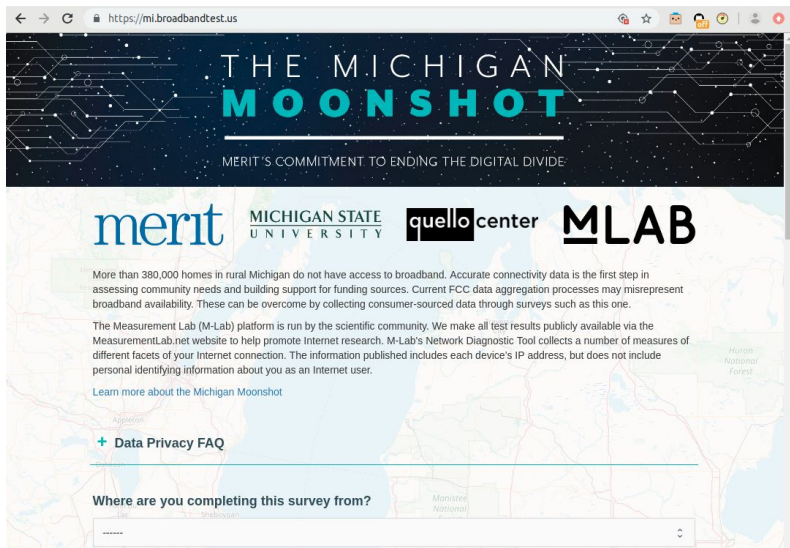 https://mi.broadbandtest.us
THE MICHIGAN
MOONSHOT
MERIT'S COMMITMENT TO ENDING THE DIGITAL DIVIDE
merit
MICHIGAN STATE
UNIVERSITY
quello center
MLAB
More than 380,000 homes in rural Michigan do not have access to broadband. Accurate connectivity data is the first step in
assessing community needs and building support for funding sources. Current FCC data aggregation processes may misrepresent
broadband availability. These can be overcome by collecting consumer-sourced data through surveys such as this one.
The Measurement Lab (M-Lab) platform is run by the scientific community. We make all test results publicly available via the
MeasurementLab.net website to help promote Internet research. M-Lab's Network Diagnostic Tool collects a number of measures of
different facets of your Internet connection. The information published includes each device's IP address, but does not include
personal identifying information about you as an Internet user.
Huron
National
Forest
Learn more about the Michigan Moonshot
Appleton
+ Data Privacy FAQ
Where are you completing this survey from?
Manistee
National
Sheboygan
------